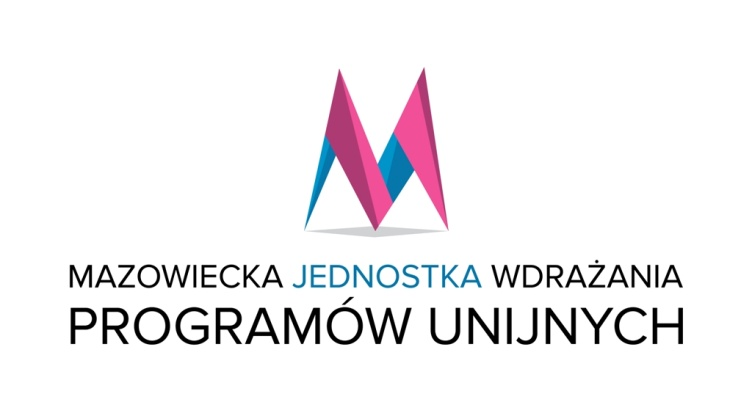 MAZOWIECKA JEDNOSTKA WDRAŻANIA
PROGRAMÓW UNIJNYCH